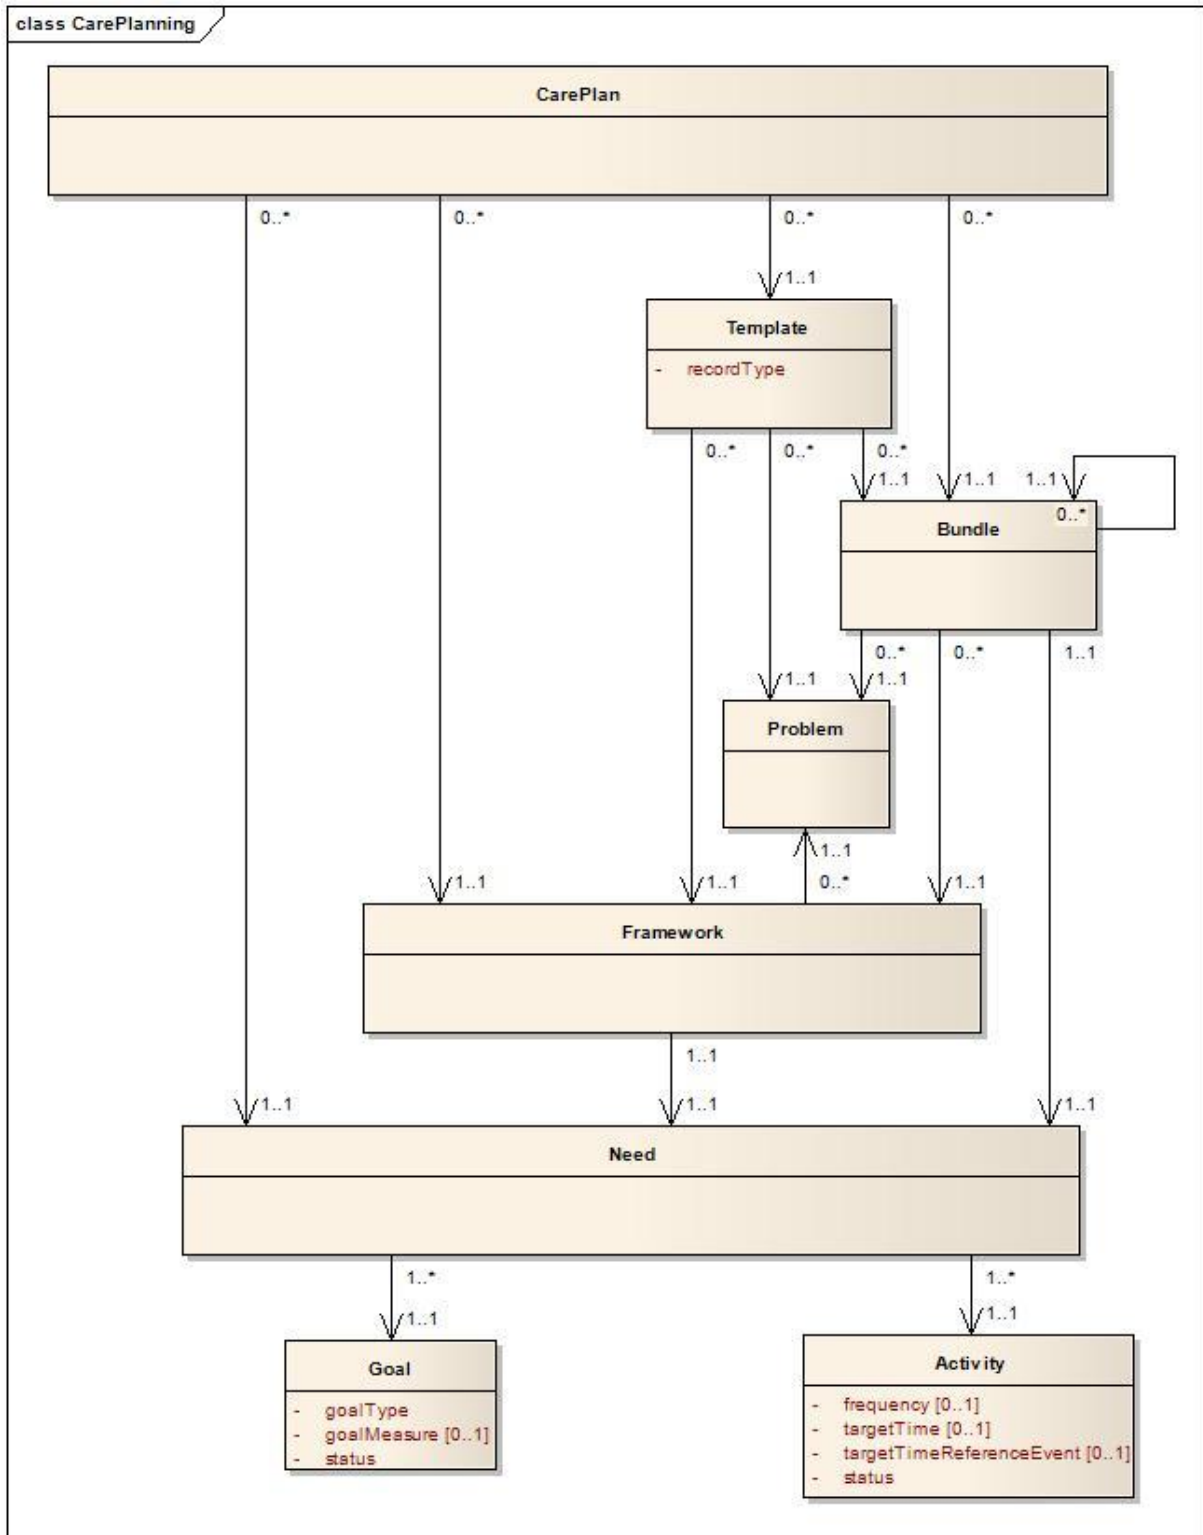 class CarePlanning
CarePlan
0..* 0..* 0..* 0..*
1..1
Template
- recordType
0..* 0..* 0..*
1..1 1..1 1..1
0..*
Bundle
0..* 0..* 1..1
1..1 1..1
Problem
1..1
1..1 1..1 0..* 1..1
Framework
1..1
1..1 1..1 1..1
Need
1..* 1..*
1..1 1..1
Goal
- goalType
- goalMeasure [0..1]
- status
Activity
- frequency [0..1]
- targetTime [0..1]
- targetTimeReferenceEvent [0..1]
- status